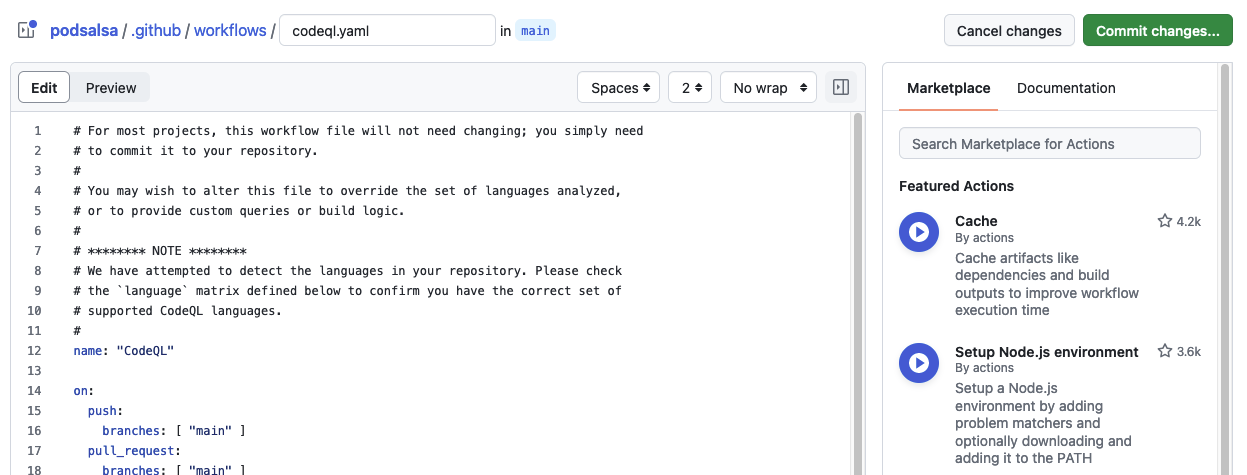 podsalsa / .github / workflows / codeql.yaml in main
Cancel changes
Commit changes...
Edit
Preview
Spaces
2
No wrap
1 # For most projects, this workflow file will not need changing; you simply need
2 # to commit it to your repository.
3 #
4 # You may wish to alter this file to override the set of languages analyzed,
5 # or to provide custom queries or build logic.
6 #
7 # ******** NOTE ********
8 # We have attempted to detect the languages in your repository. Please check
9 # the `language` matrix defined below to confirm you have the correct set of
10 # supported CodeQL languages.
11 #
12 name: "CodeQL"
13
14 on:
15   push:
16     branches: [ "main" ]
17   pull_request:
18     branches: [ "main" ]
Marketplace
Documentation
Search Marketplace for Actions
Featured Actions
Cache
4.2k
By actions
Cache artifacts like
dependencies and build
outputs to improve workflow
execution time
Setup Node.js environment
3.6k
By actions
Setup a Node.js
environment by adding
problem matchers and
optionally downloading and
adding it to the PATH